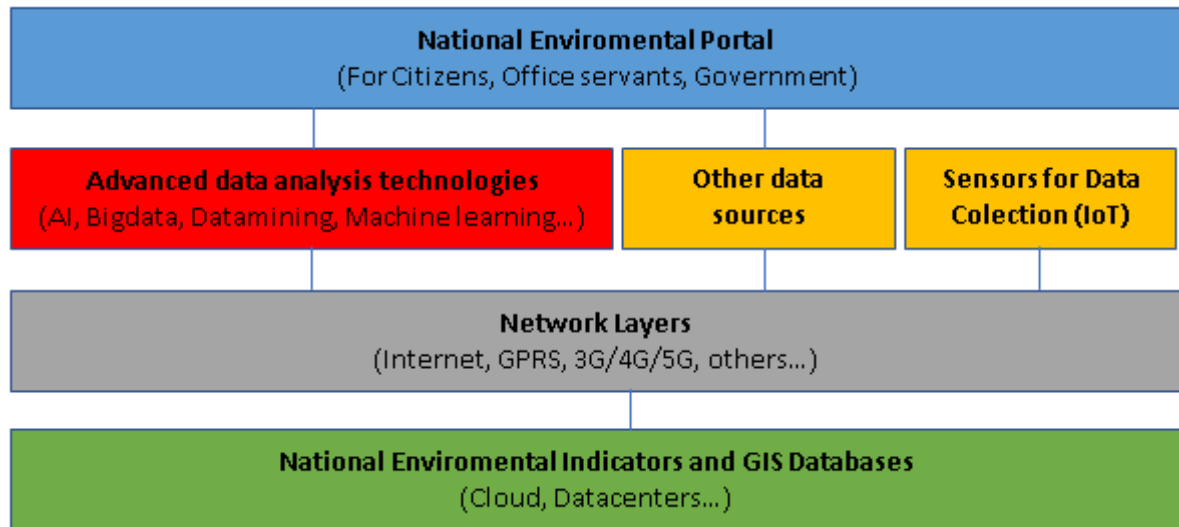 National Enviromental Portal
(For Citizens, Office servants, Government)
Advanced data analysis technologies
(AI, Bigdata, Datamining, Machine learning...)
Other data
sources
Sensors for Data
Colection (IoT)
Network Layers
(Internet, GPRS, 3G/4G/5G, others...)
National Enviromental Indicators and GIS Databases
(Cloud, Datacenters...)